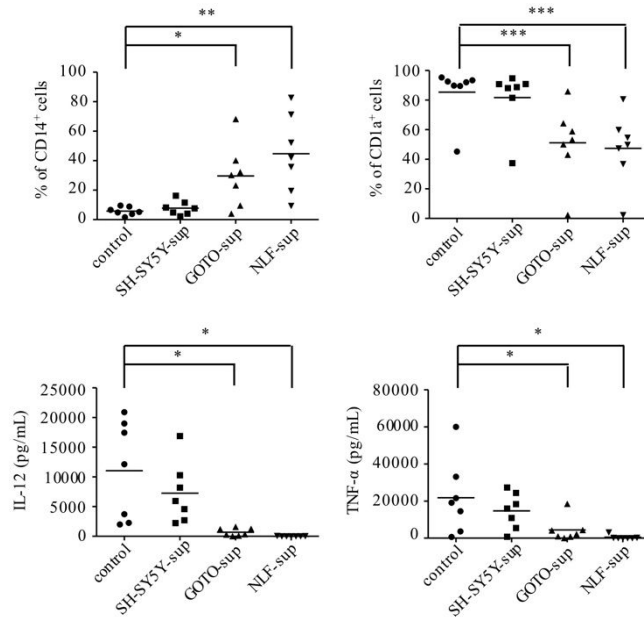 **
*
% of CD14+ cells
100
80
60
40
20
0
control
SH-SY5Y-sup
GOTO-sup
NLF-sup
***
***
% of CD1a+ cells
100
80
60
40
20
0
control
SH-SY5Y-sup
GOTO-sup
NLF-sup
*
*
IL-12 (pg/mL)
25000
20000
15000
10000
5000
0
control
SH-SY5Y-sup
GOTO-sup
NLF-sup
*
*
TNF-α (pg/mL)
80000
60000
40000
20000
0
control
SH-SY5Y-sup
GOTO-sup
NLF-sup